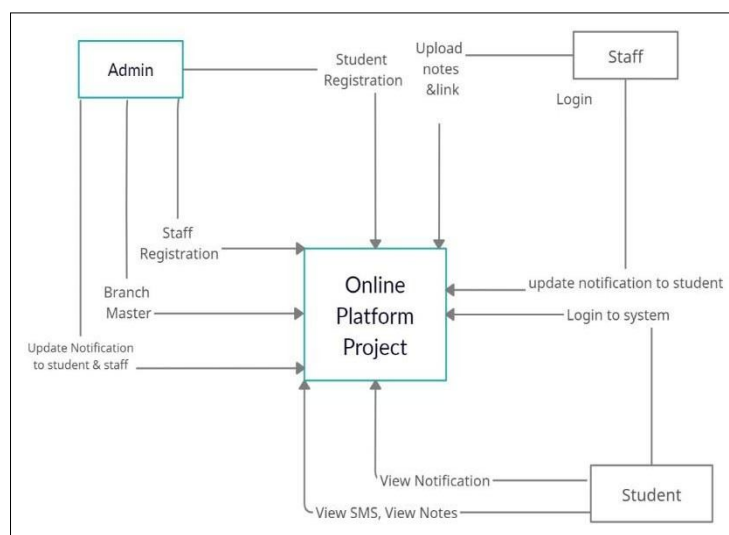 Admin
Student
Registration
Upload
notes
&link
Staff
Login
Staff
Registration
Branch
Master
Update Notification
to student & staff
Online
Platform
Project
update notification to student
Login to system
View Notification
View SMS, View Notes
Student